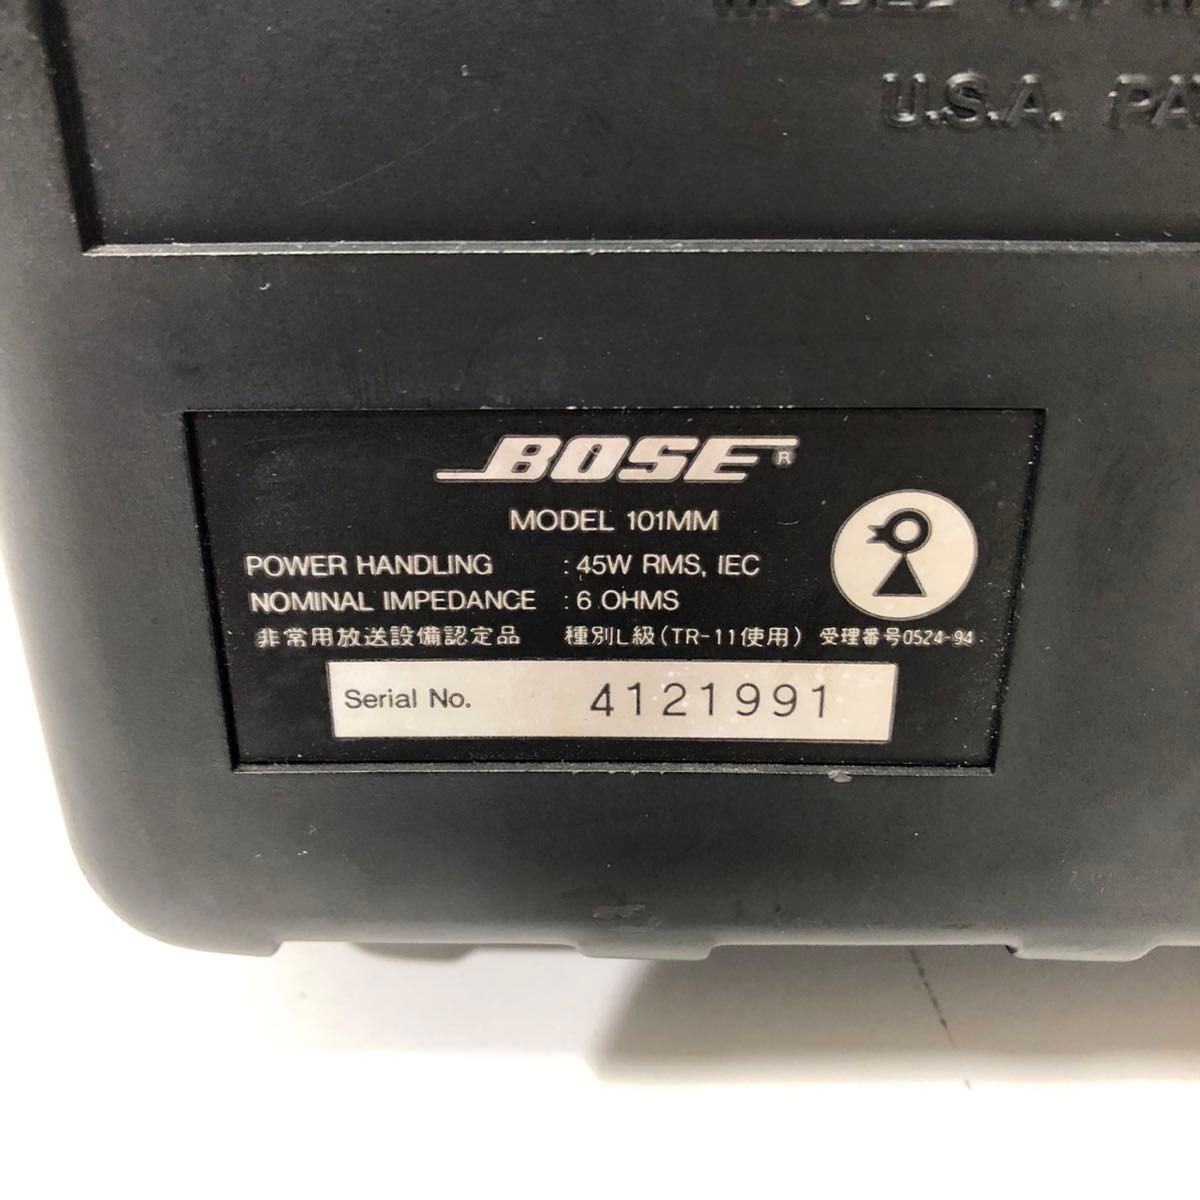 MODEL
U.S.A.
BOSE®
MODEL 101MM
POWER HANDLING : 45W RMS, IEC
NOMINAL IMPEDANCE : 6 OHMS
非常用放送設備認定品 種別L級(TR-11使用) 受理番号0524-94
Serial No. 4121991